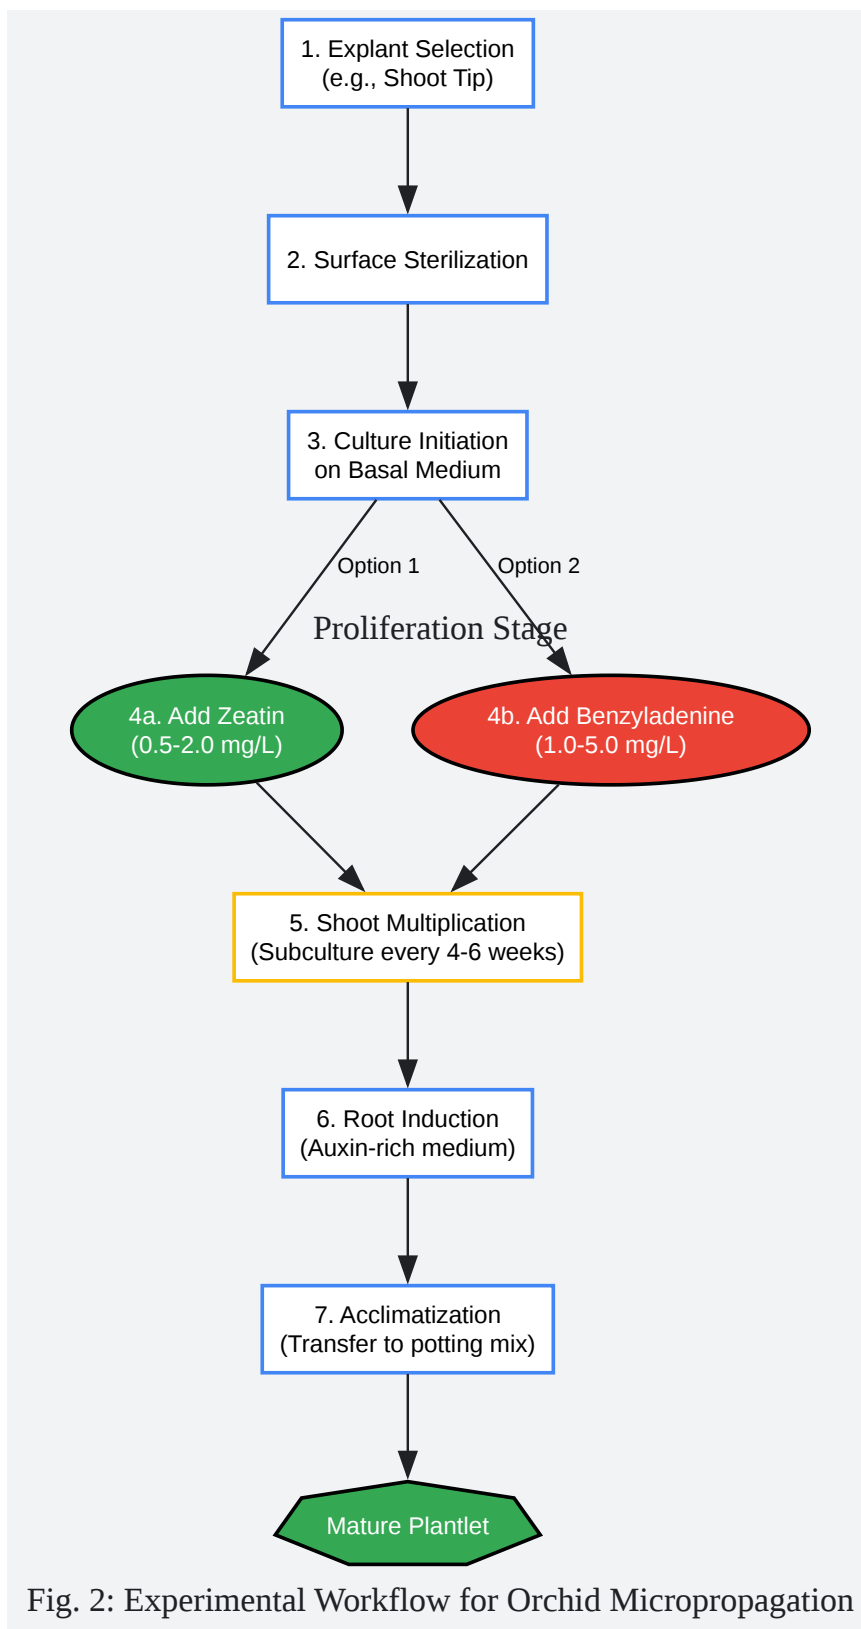 1. Explant Selection
(e.g., Shoot Tip)
2. Surface Sterilization
3. Culture Initiation
on Basal Medium
Option 1
Option 2
Proliferation Stage
4a. Add Zeatin
(0.5-2.0 mg/L)
4b. Add Benzyladenine
(1.0-5.0 mg/L)
5. Shoot Multiplication
(Subculture every 4-6 weeks)
6. Root Induction
(Auxin-rich medium)
7. Acclimatization
(Transfer to potting mix)
Mature Plantlet
Fig. 2: Experimental Workflow for Orchid Micropropagation